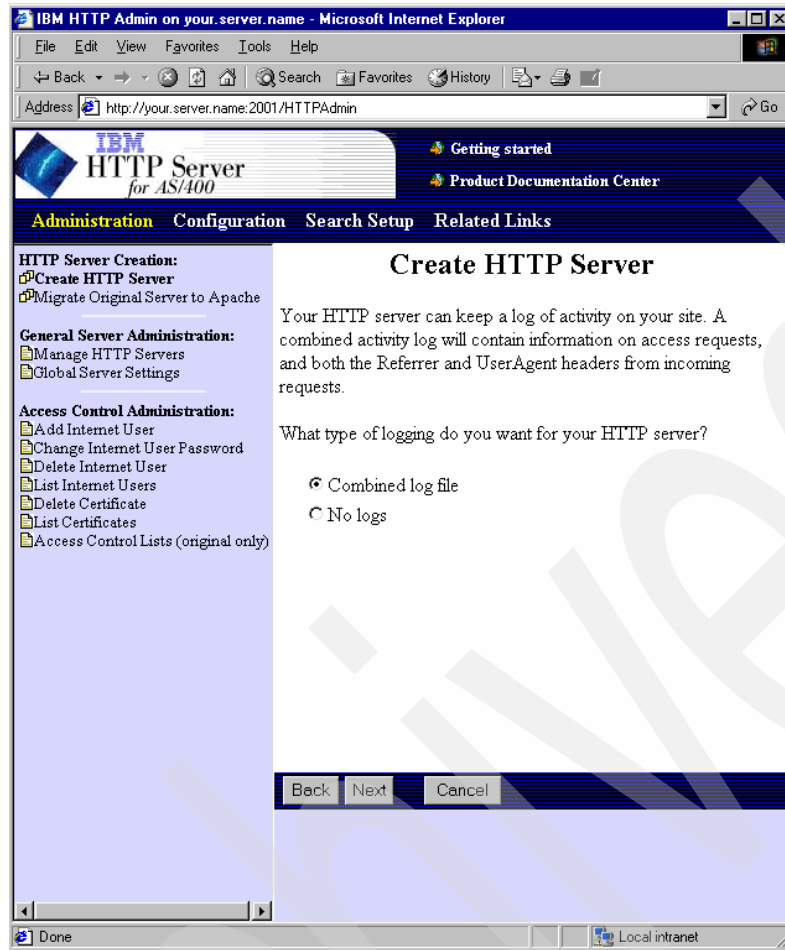 IBM HTTP Admin on your.server.name - Microsoft Internet Explorer
File Edit View Favorites Tools Help
Back Search Favorites History
Address http://your.server.name:2001/HTTPAdmin Go
IBM
HTTP Server
for AS/400
Getting started
Product Documentation Center
Administration Configuration Search Setup Related Links
HTTP Server Creation:
Create HTTP Server
Migrate Original Server to Apache
General Server Administration:
Manage HTTP Servers
Global Server Settings
Access Control Administration:
Add Internet User
Change Internet User Password
Delete Internet User
List Internet Users
Delete Certificate
List Certificates
Access Control Lists (original only)
Create HTTP Server
Your HTTP server can keep a log of activity on your site. A
combined activity log will contain information on access requests,
and both the Referrer and UserAgent headers from incoming
requests.
What type of logging do you want for your HTTP server?
Combined log file
No logs
Back Next Cancel
Done Local intranet